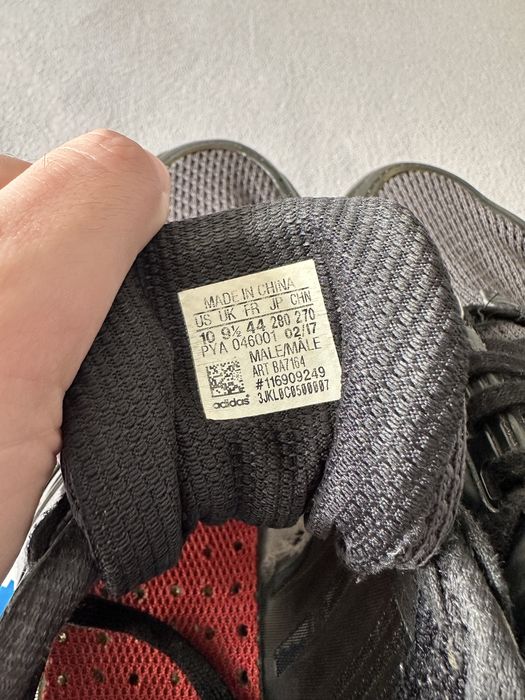 MADE IN CHINA
US UK FR JP CHN
10 9½ 44 280 270
PYA 046001 02/17
MALE/MÂLE
ART BA7164
#116909249
adidas® 3JKL0C0500007